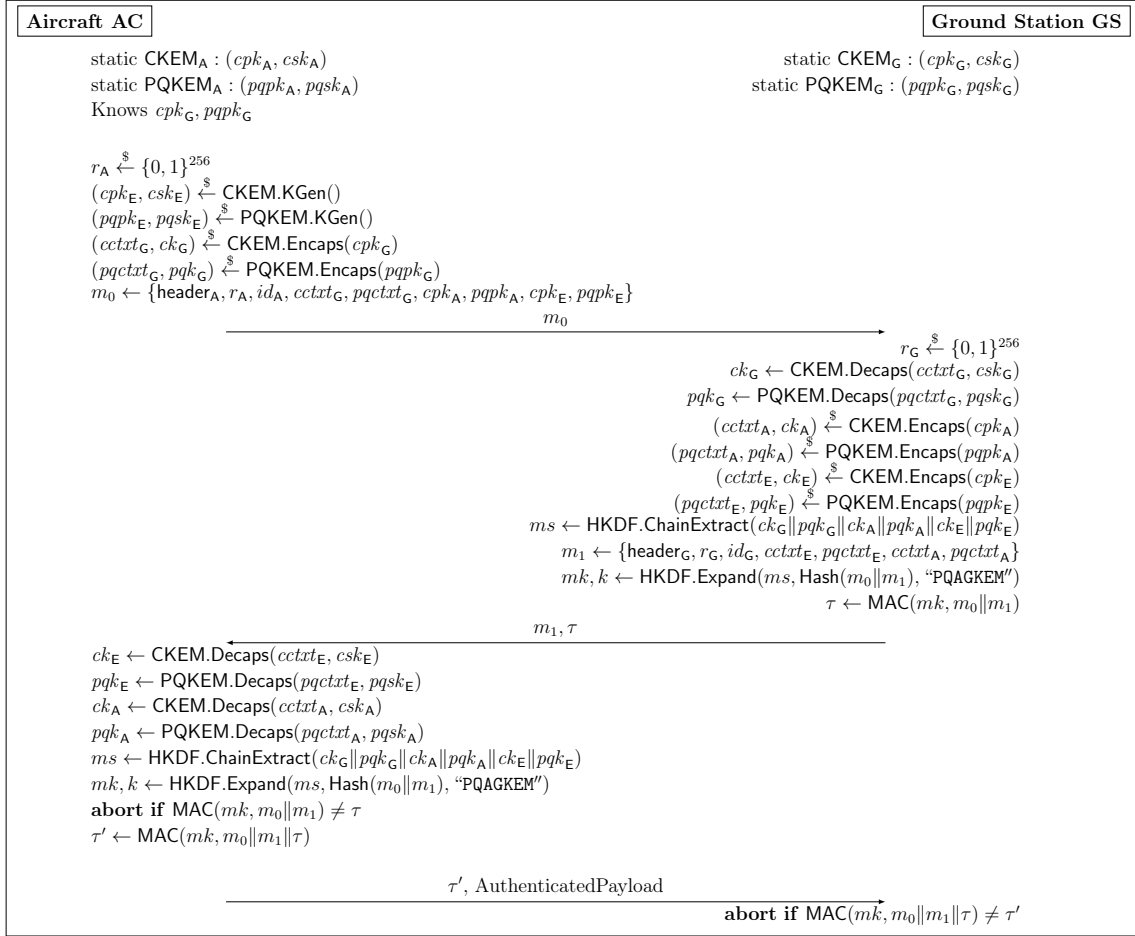 Aircraft AC
Ground Station GS
static CKEM_A : (cpk_A, csk_A)
static CKEM_G : (cpk_G, csk_G)
static PQKEM_A : (pqpk_A, pqsk_A)
static PQKEM_G : (pqpk_G, pqsk_G)
Knows cpk_G, pqpk_G
r_A ←$ {0, 1}^256
(cpk_E, csk_E) ←$ CKEM.KGen()
(pqpk_E, pqsk_E) ←$ PQKEM.KGen()
(cctxt_G, ck_G) ←$ CKEM.Encaps(cpk_G)
(pqctxt_G, pqk_G) ←$ PQKEM.Encaps(pqpk_G)
m_0 ← {header_A, r_A, id_A, cctxt_G, pqctxt_G, cpk_A, pqpk_A, cpk_E, pqpk_E}
m_0
r_G ←$ {0, 1}^256
ck_G ← CKEM.Decaps(cctxt_G, csk_G)
pqk_G ← PQKEM.Decaps(pqctxt_G, pqsk_G)
(cctxt_A, ck_A) ←$ CKEM.Encaps(cpk_A)
(pqctxt_A, pqk_A) ←$ PQKEM.Encaps(pqpk_A)
(cctxt_E, ck_E) ←$ CKEM.Encaps(cpk_E)
(pqctxt_E, pqk_E) ←$ PQKEM.Encaps(pqpk_E)
ms ← HKDF.ChainExtract(ck_G‖pqk_G‖ck_A‖pqk_A‖ck_E‖pqk_E)
m_1 ← {header_G, r_G, id_G, cctxt_E, pqctxt_E, cctxt_A, pqctxt_A}
mk, k ← HKDF.Expand(ms, Hash(m_0‖m_1), “PQAGKEM″)
τ ← MAC(mk, m_0‖m_1)
m_1, τ
ck_E ← CKEM.Decaps(cctxt_E, csk_E)
pqk_E ← PQKEM.Decaps(pqctxt_E, pqsk_E)
ck_A ← CKEM.Decaps(cctxt_A, csk_A)
pqk_A ← PQKEM.Decaps(pqctxt_A, pqsk_A)
ms ← HKDF.ChainExtract(ck_G‖pqk_G‖ck_A‖pqk_A‖ck_E‖pqk_E)
mk, k ← HKDF.Expand(ms, Hash(m_0‖m_1), “PQAGKEM″)
abort if MAC(mk, m_0‖m_1) ≠ τ
τ′ ← MAC(mk, m_0‖m_1‖τ)
τ′, AuthenticatedPayload
abort if MAC(mk, m_0‖m_1‖τ) ≠ τ′